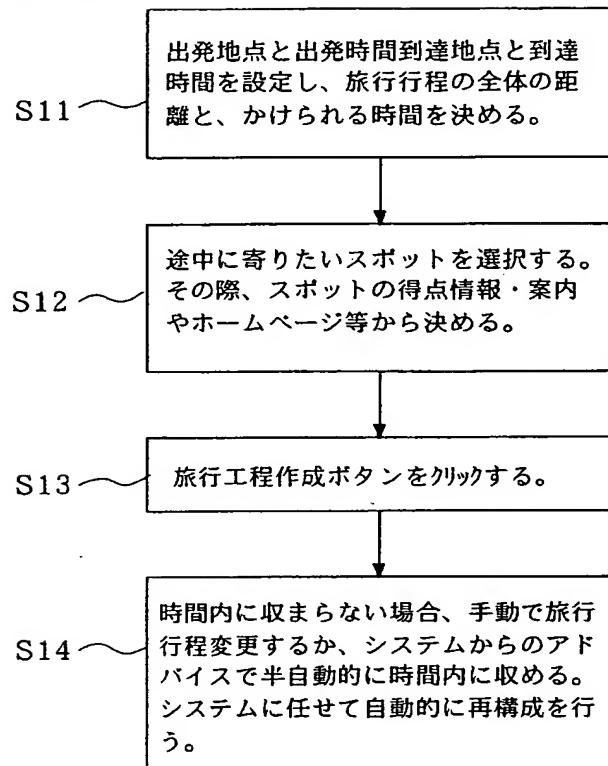 S11
出発地点と出発時間到達地点と到達
時間を設定し、旅行行程の全体の距
離と、かけられる時間を決める。
S12
途中に寄りたいスポットを選択する。
その際、スポットの得点情報・案内
やホームページ等から決める。
S13
旅行工程作成ボタンをクリックする。
S14
時間内に収まらない場合、手動で旅行
行程変更するか、システムからのアド
バイスで半自動的に時間内に収める。
システムに任せて自動的に再構成を行
う。